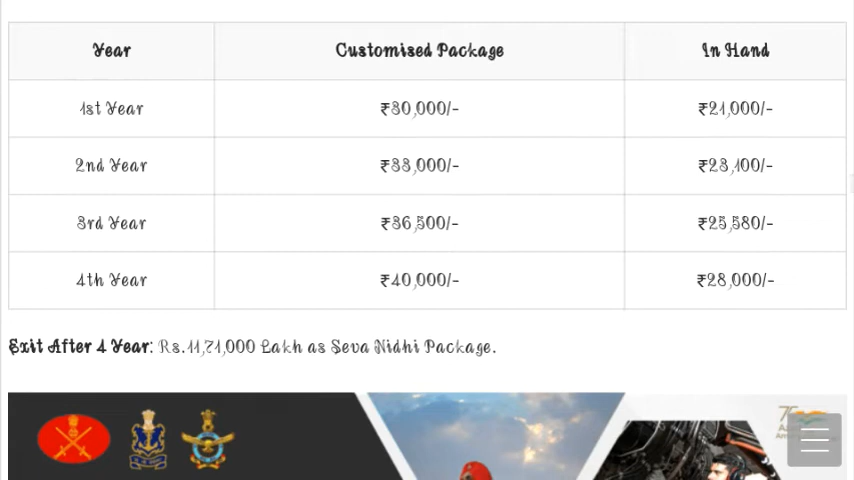 Year Customised Package In Hand
1st Year ₹30,000/- ₹21,000/-
2nd Year ₹33,000/- ₹23,100/-
3rd Year ₹36,500/- ₹25,580/-
4th Year ₹40,000/- ₹28,000/-
Exit After 4 Year: Rs.11,71,000 Lakh as Seva Nidhi Package.